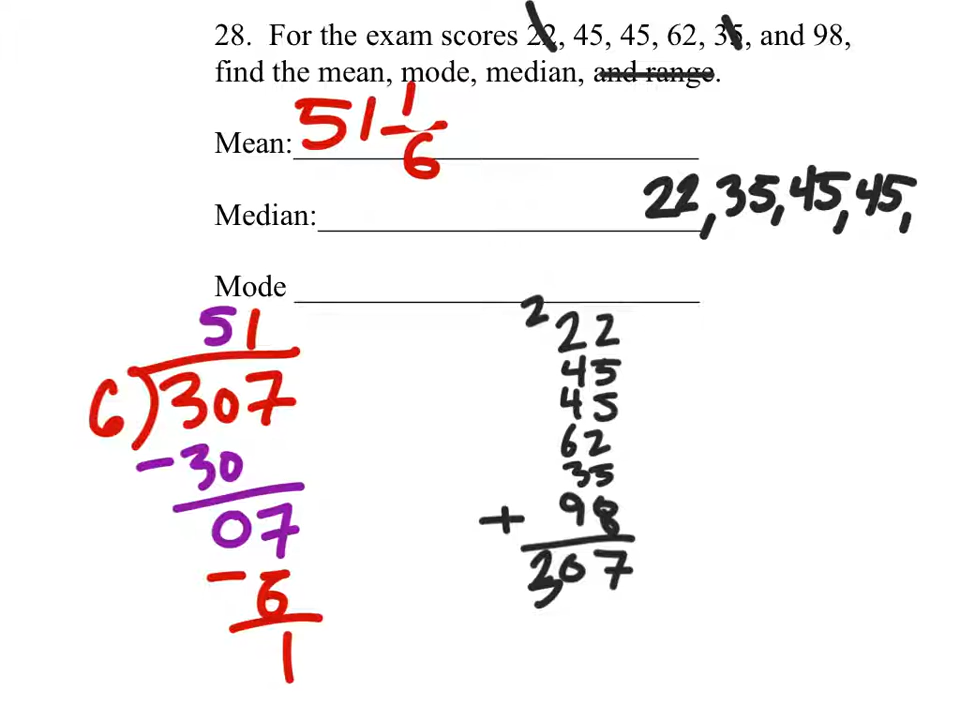 28. For the exam scores 22, 45, 45, 62, 35, and 98,
find the mean, mode, median, and range.
Mean: 51 1/6
22, 35, 45, 45,
Median:
Mode
51
6)307
-30
07
-6
1
2
22
45
45
62
35
+ 98
307